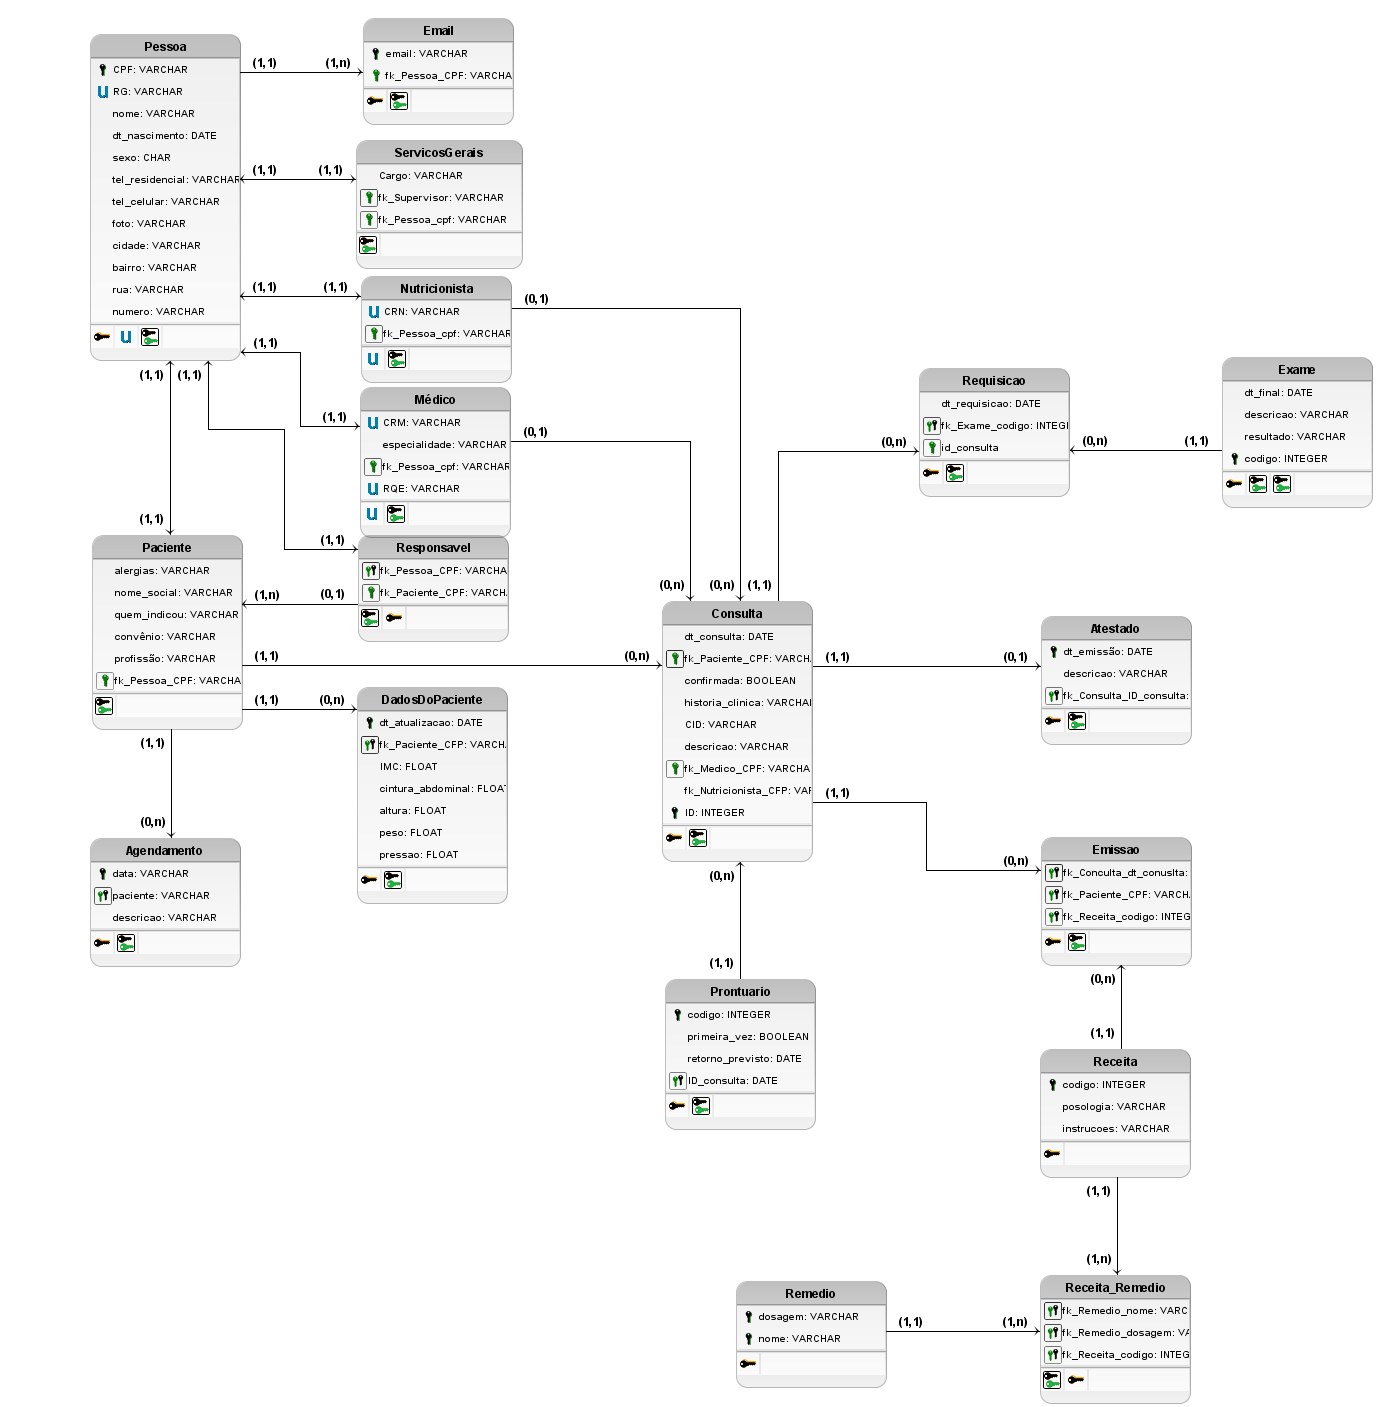 Pessoa
CPF: VARCHAR
RG: VARCHAR
nome: VARCHAR
dt_nascimento: DATE
sexo: CHAR
tel_residencial: VARCHAR
tel_celular: VARCHAR
foto: VARCHAR
cidade: VARCHAR
bairro: VARCHAR
rua: VARCHAR
numero: VARCHAR
u
(1,1)
(1,n)
Email
email: VARCHAR
fk_Pessoa_CPF: VARCHA
(1,1)
(1,1)
ServicosGerais
Cargo: VARCHAR
fk_Supervisor: VARCHAR
fk_Pessoa_cpf: VARCHAR
(1,1)
(1,1)
Nutricionista
CRN: VARCHAR
fk_Pessoa_cpf: VARCHAR
u
(0,1)
(1,1)
(1,1)
Médico
CRM: VARCHAR
especialidade: VARCHAR
fk_Pessoa_cpf: VARCHAR
RQE: VARCHAR
u
(0,1)
(1,1)
(1,1)
(1,1)
(1,1)
Responsavel
fk_Pessoa_CPF: VARCHA
fk_Paciente_CPF: VARCH
(1,n)
(0,1)
Paciente
alergias: VARCHAR
nome_social: VARCHAR
quem_indicou: VARCHAR
convênio: VARCHAR
profissão: VARCHAR
fk_Pessoa_CPF: VARCHA
(1,1)
(0,n)
(1,1)
(0,n)
DadosDoPaciente
dt_atualizacao: DATE
fk_Paciente_CFP: VARCH
IMC: FLOAT
cintura_abdominal: FLOAT
altura: FLOAT
peso: FLOAT
pressao: FLOAT
(1,1)
(0,n)
Agendamento
data: VARCHAR
paciente: VARCHAR
descricao: VARCHAR
(0,n)
(0,n)
(1,1)
Consulta
dt_consulta: DATE
fk_Paciente_CPF: VARCH
confirmada: BOOLEAN
historia_clinica: VARCHAI
CID: VARCHAR
descricao: VARCHAR
fk_Medico_CPF: VARCHA
fk_Nutricionista_CFP: VAF
ID: INTEGER
(0,n)
(1,1)
Prontuario
codigo: INTEGER
primeira_vez: BOOLEAN
retorno_previsto: DATE
ID_consulta: DATE
(0,n)
Requisicao
dt_requisicao: DATE
fk_Exame_codigo: INTEGI
id_consulta
(0,n)
(1,1)
Exame
dt_final: DATE
descricao: VARCHAR
resultado: VARCHAR
codigo: INTEGER
(1,1)
(0,1)
Atestado
dt_emissão: DATE
descricao: VARCHAR
fk_Consulta_ID_consulta:
(1,1)
(0,n)
Emissao
fk_Conculta_dt_conuslta:
fk_Paciente_CPF: VARCH
fk_Receita_codigo: INTEG
(0,n)
(1,1)
Receita
codigo: INTEGER
posologia: VARCHAR
instrucoes: VARCHAR
(1,1)
(1,n)
Remedio
dosagem: VARCHAR
nome: VARCHAR
(1,1)
(1,n)
Receita_Remedio
fk_Remedio_nome: VARC
fk_Remedio_dosagem: VA
fk_Receita_codigo: INTEG